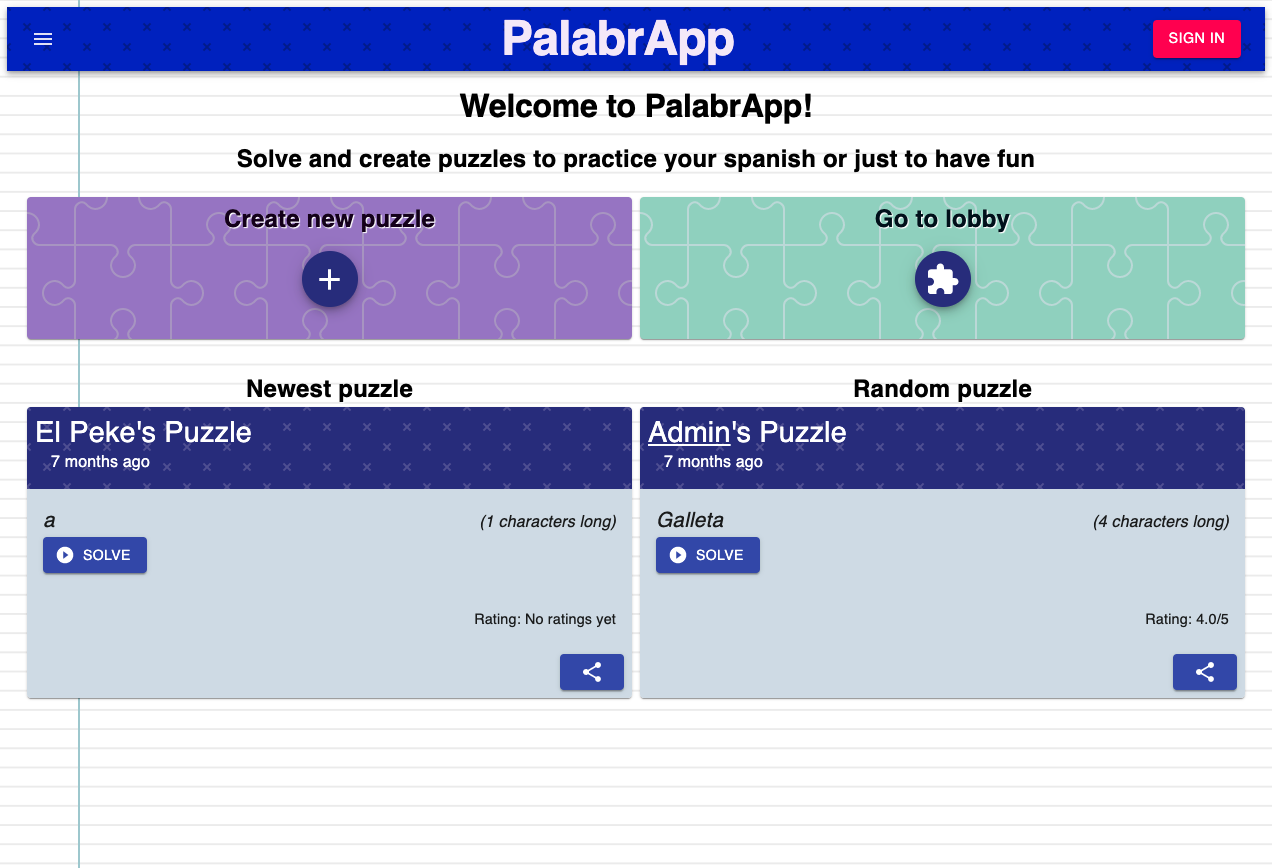 PalabrApp
SIGN IN
Welcome to PalabrApp!
Solve and create puzzles to practice your spanish or just to have fun
Create new puzzle
Go to lobby
Newest puzzle
El Peke's Puzzle
7 months ago
a
(1 characters long)
SOLVE
Rating: No ratings yet
Random puzzle
Admin's Puzzle
7 months ago
Galleta
(4 characters long)
SOLVE
Rating: 4.0/5